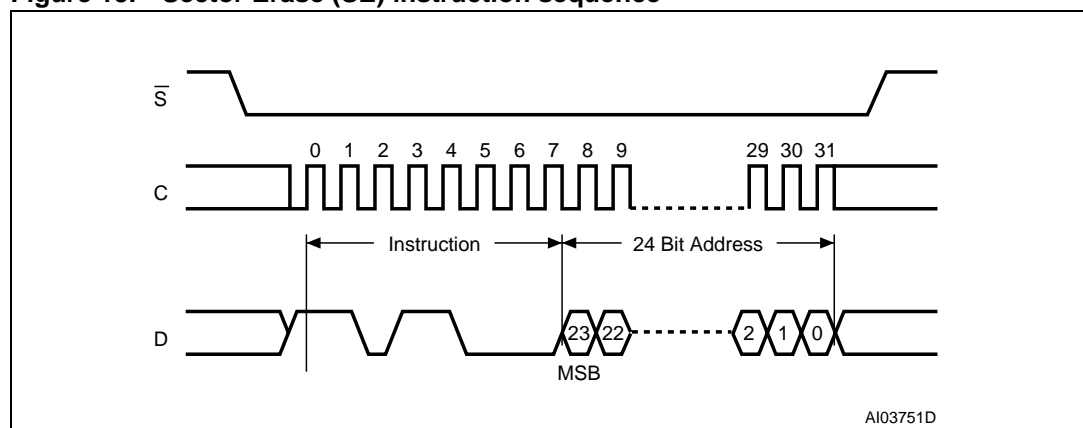 Figure 16. Sector Erase (SE) instruction sequence
S
0 1 2 3 4 5 6 7 8 9 29 30 31
C
Instruction 24 Bit Address
D
23 22 2 1 0
MSB
AI03751D